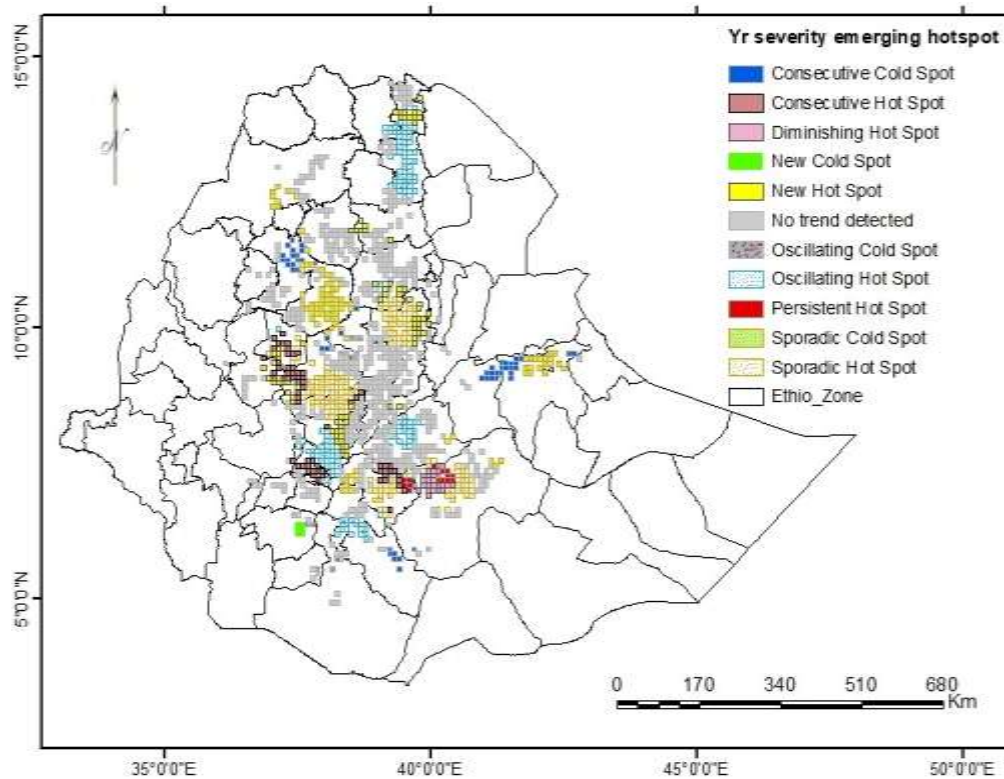 Yr severity emerging hotspot
Consecutive Cold Spot
Consecutive Hot Spot
Diminishing Hot Spot
New Cold Spot
New Hot Spot
No trend detected
Oscillating Cold Spot
Oscillating Hot Spot
Persistent Hot Spot
Sporadic Cold Spot
Sporadic Hot Spot
Ethio_Zone
15°0'0"N
10°0'0"N
5°0'0"N
N
0 170 340 510 680
Km
35°0'0"E 40°0'0"E 45°0'0"E 50°0'0"E